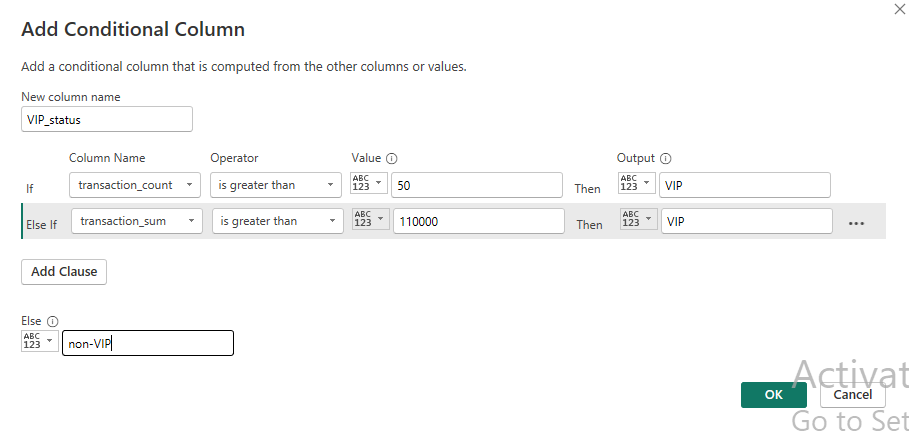 Add Conditional Column
Add a conditional column that is computed from the other columns or values.
New column name
VIP_status
Column Name Operator Value Output
If transaction_count is greater than ABC 123 50 Then ABC 123 VIP
Else If transaction_sum is greater than ABC 123 110000 Then ABC 123 VIP
Add Clause
Else
ABC 123 non-VIP
Activat
OK Cancel
Go to Set